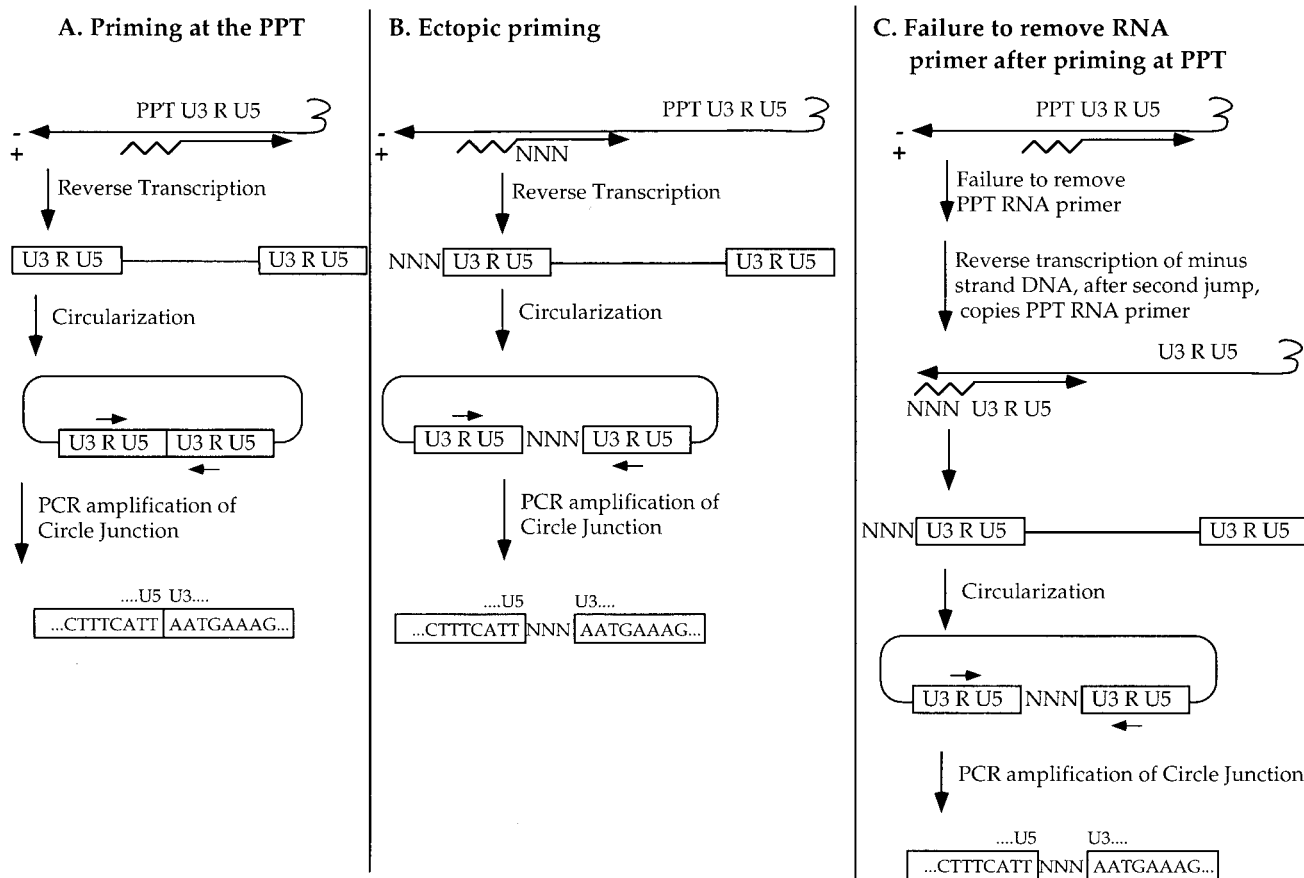 A. Priming at the PPT
PPT U3 R U5
-
+
Reverse Transcription
U3 R U5
U3 R U5
Circularization
U3 R U5
U3 R U5
PCR amplification of
Circle Junction
....U5
U3....
...CTTTCATT
AATGAAAG...
B. Ectopic priming
PPT U3 R U5
-
+
NNN
Reverse Transcription
NNN
U3 R U5
U3 R U5
Circularization
U3 R U5
NNN
U3 R U5
PCR amplification of
Circle Junction
....U5
U3....
...CTTTCATT
NNN
AATGAAAG...
C. Failure to remove RNA
primer after priming at PPT
PPT U3 R U5
-
+
Failure to remove
PPT RNA primer
Reverse transcription of minus
strand DNA, after second jump,
copies PPT RNA primer
U3 R U5
NNN U3 R U5
NNN
U3 R U5
U3 R U5
Circularization
U3 R U5
NNN
U3 R U5
PCR amplification of Circle Junction
....U5
U3....
...CTTTCATT
NNN
AATGAAAG...